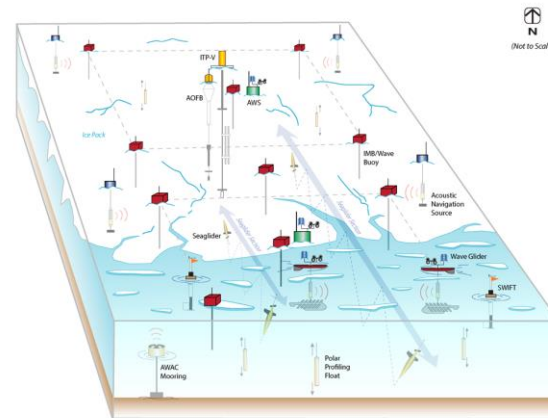 N
(Not to Scal
ITP-V
AOFB
AWS
Ice Pack
IMB/Wave
Buoy
Acoustic
Navigation
Source
Seaglider
Wave Glider
SWIFT
AWAC
Mooring
Polar
Profiling
Float